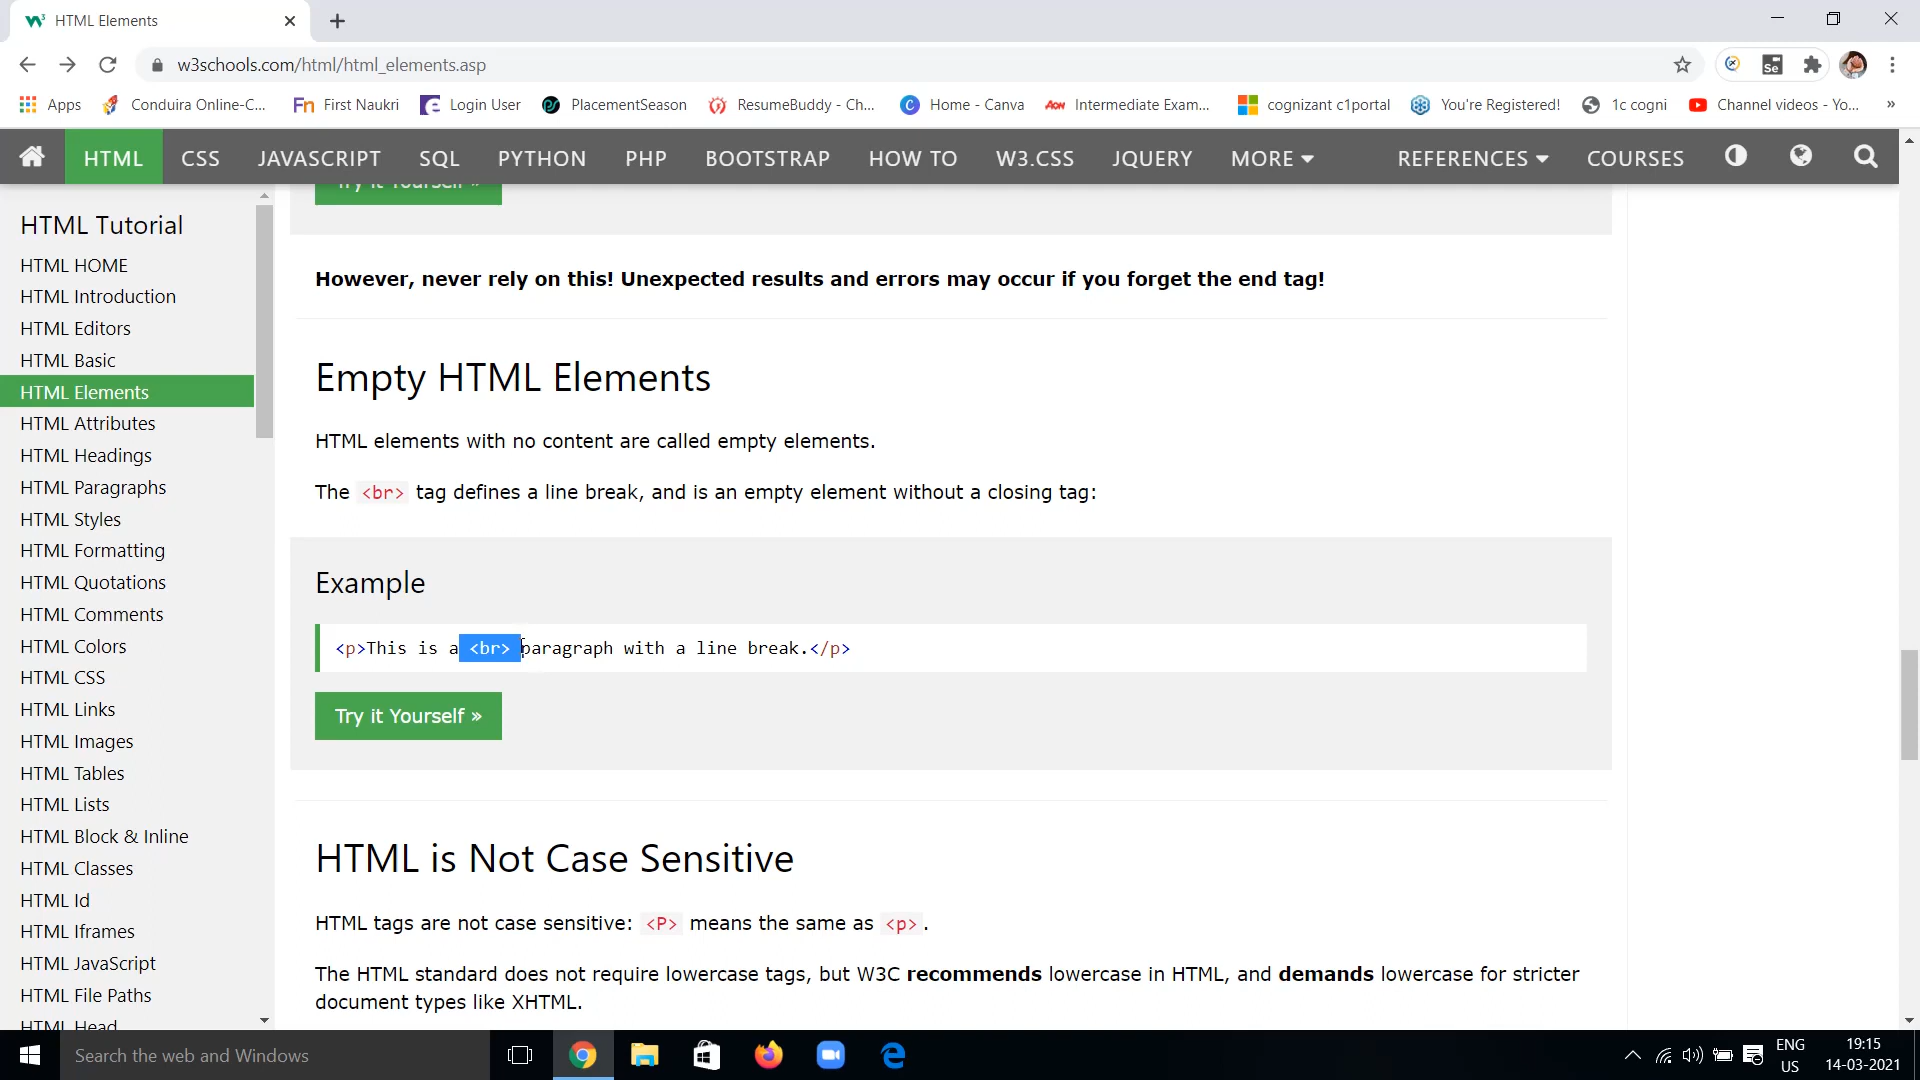 HTML Elements
w3schools.com/html/html_elements.asp
Apps Conduira Online-C... First Naukri Login User PlacementSeason ResumeBuddy - Ch... Home - Canva Intermediate Exam... cognizant c1portal You're Registered! 1c cogni Channel videos - Yo... »
HTML CSS JAVASCRIPT SQL PYTHON PHP BOOTSTRAP HOW TO W3.CSS JQUERY MORE REFERENCES COURSES
HTML Tutorial
HTML HOME
HTML Introduction
HTML Editors
HTML Basic
HTML Elements
HTML Attributes
HTML Headings
HTML Paragraphs
HTML Styles
HTML Formatting
HTML Quotations
HTML Comments
HTML Colors
HTML CSS
HTML Links
HTML Images
HTML Tables
HTML Lists
HTML Block & Inline
HTML Classes
HTML Id
HTML Iframes
HTML JavaScript
HTML File Paths
HTML Head
Try it Yourself »
However, never rely on this! Unexpected results and errors may occur if you forget the end tag!
Empty HTML Elements
HTML elements with no content are called empty elements.
The <br> tag defines a line break, and is an empty element without a closing tag:
Example
<p>This is a <br> paragraph with a line break.</p>
Try it Yourself »
HTML is Not Case Sensitive
HTML tags are not case sensitive: <P> means the same as <p>.
The HTML standard does not require lowercase tags, but W3C recommends lowercase in HTML, and demands lowercase for stricter
document types like XHTML.
Search the web and Windows
ENG
US
19:15
14-03-2021